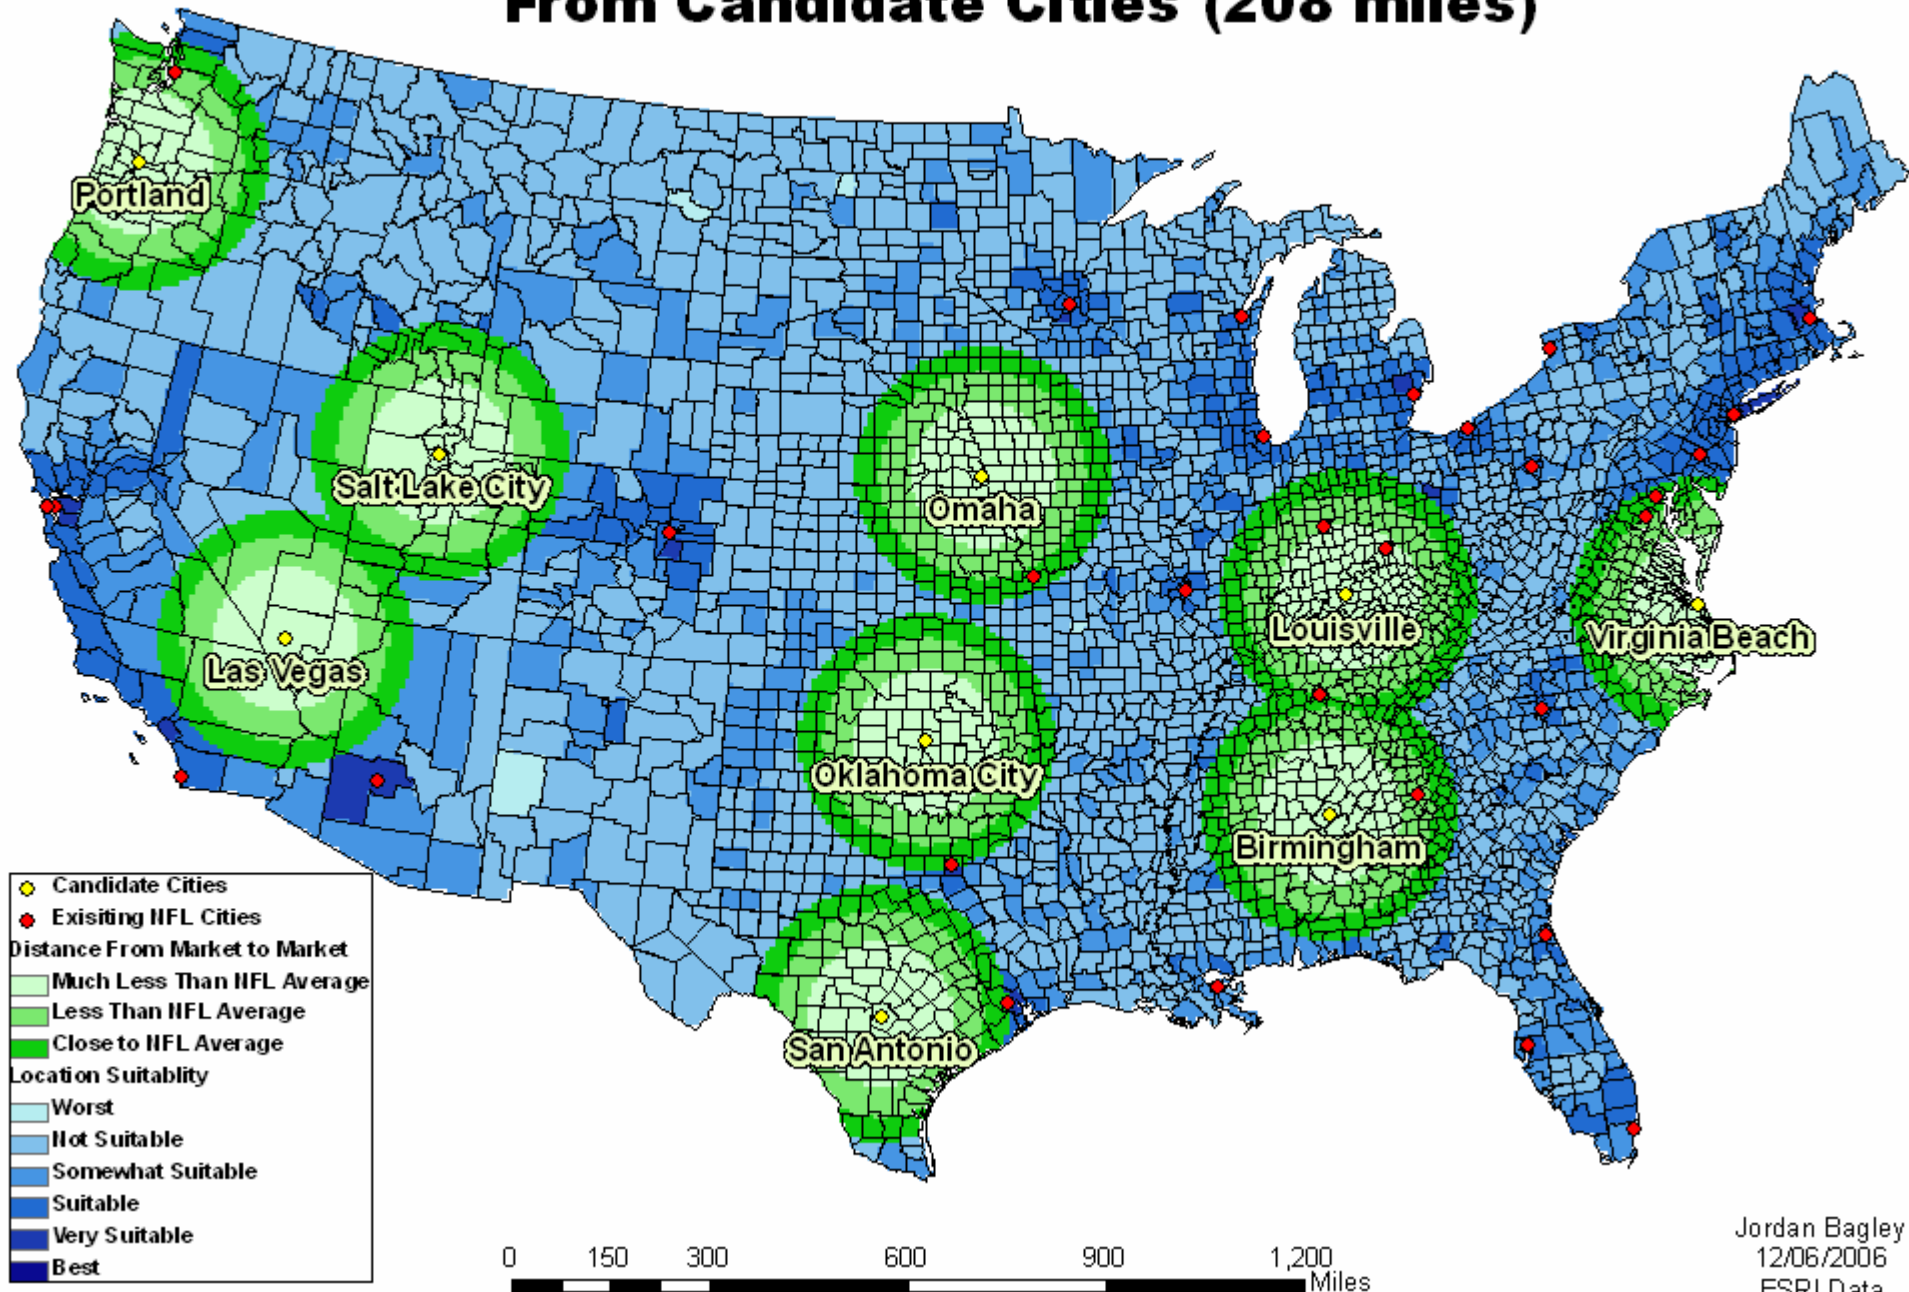 From Candidate Cities (208 miles)
Portland
Salt Lake City
Omaha
Las Vegas
Louisville
Virginia Beach
Oklahoma City
Birmingham
San Antonio
Candidate Cities
Exisiting NFL Cities
Distance From Market to Market
Much Less Than NFL Average
Less Than NFL Average
Close to NFL Average
Location Suitablity
Worst
Not Suitable
Somewhat Suitable
Suitable
Very Suitable
Best
0 150 300 600 900 1,200
Miles
Jordan Bagley
12/06/2006
ESRI Data